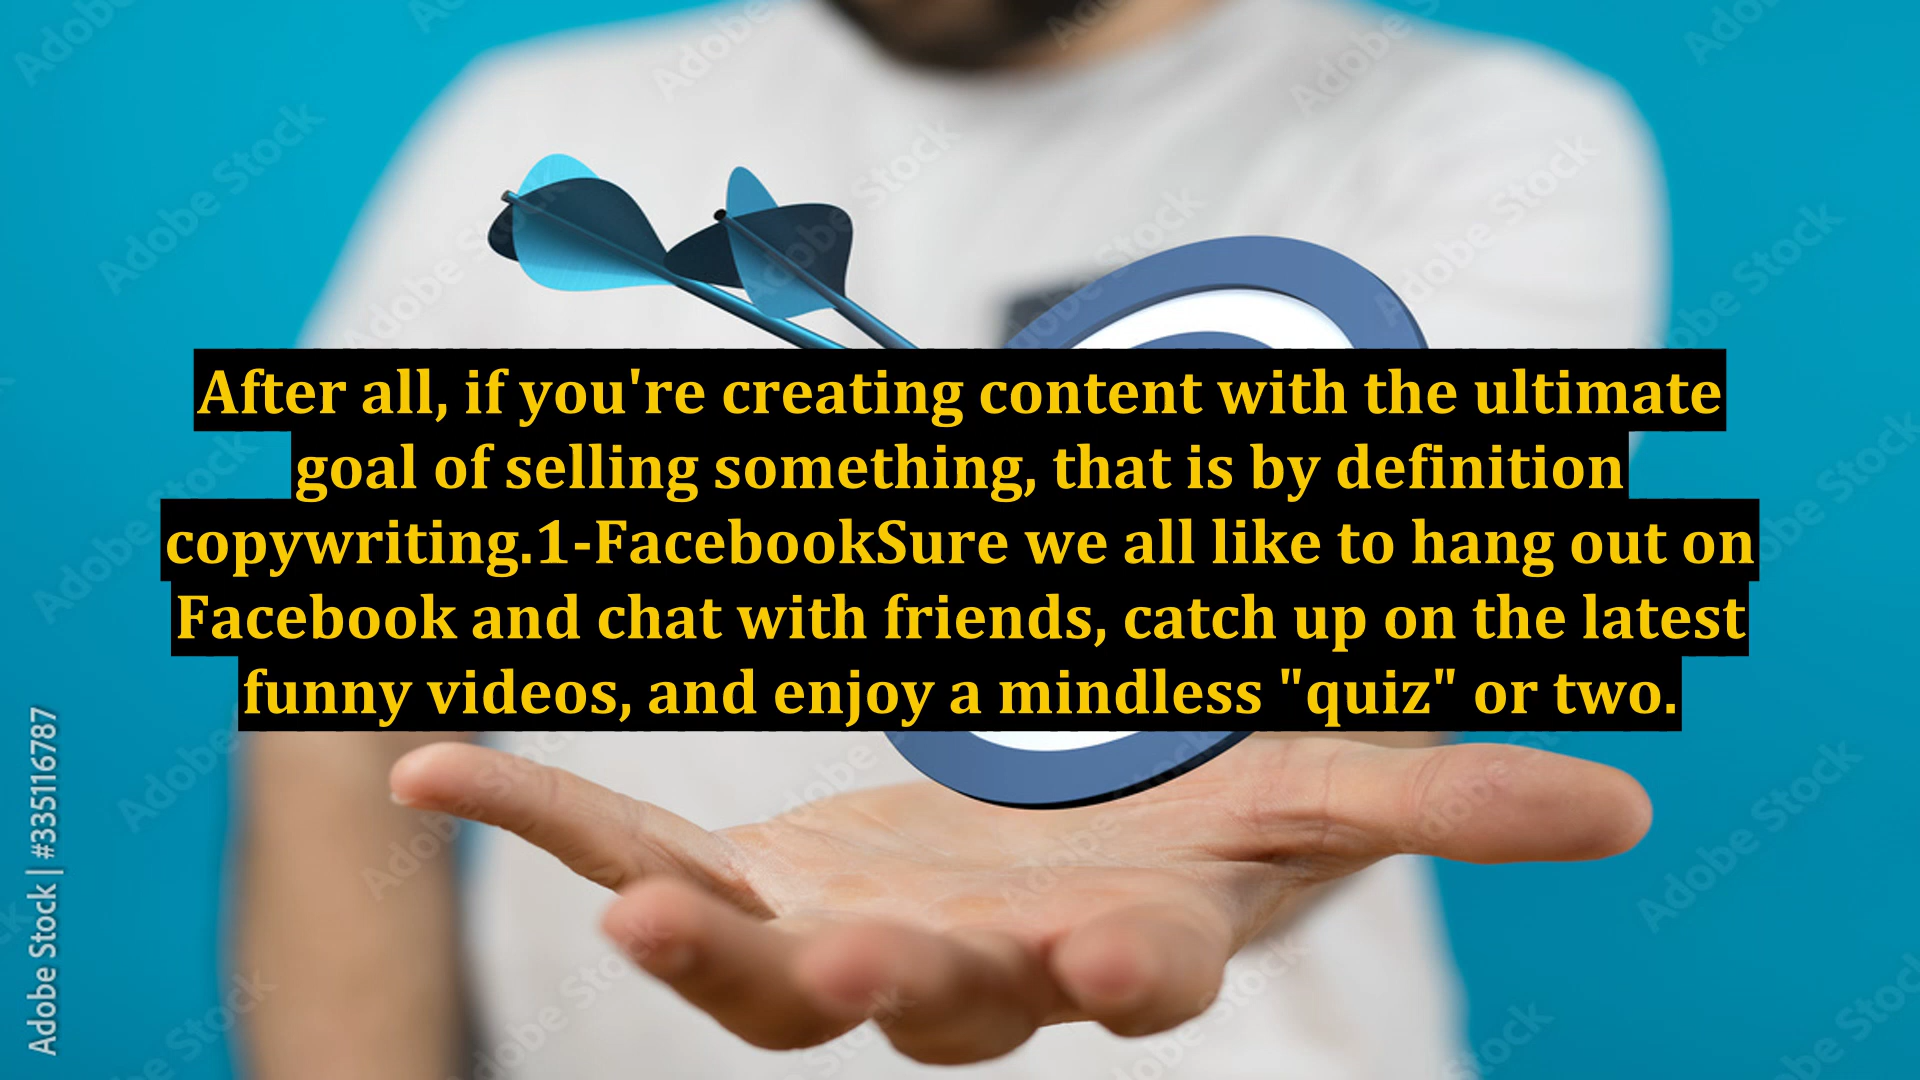 After all, if you're creating content with the ultimate
goal of selling something, that is by definition
copywriting.1-FacebookSure we all like to hang out on
Facebook and chat with friends, catch up on the latest
funny videos, and enjoy a mindless "quiz" or two.
Adobe Stock | #335116787
Adobe Stock